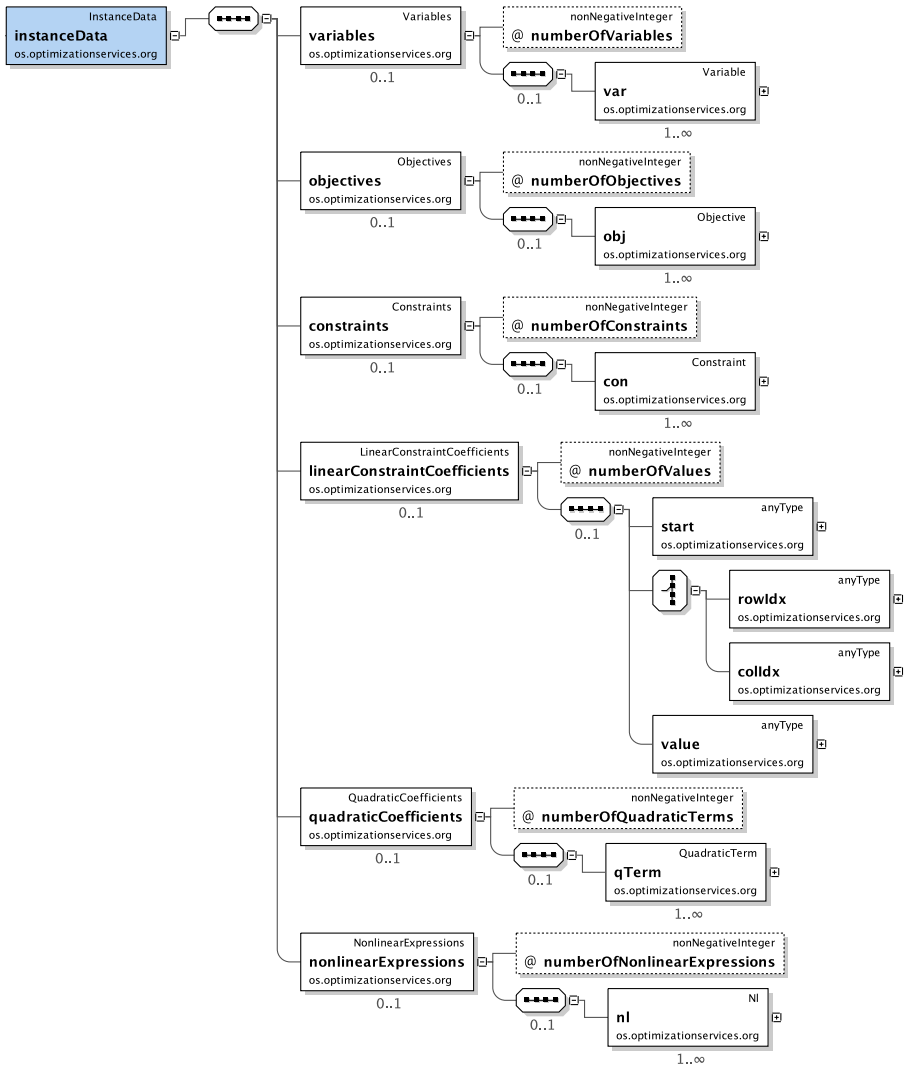 InstanceData
instanceData
os.optimizationservices.org
Variables
variables
os.optimizationservices.org
0..1
nonNegativeInteger
@ numberOfVariables
0..1
Variable
var
os.optimizationservices.org
1..∞
Objectives
objectives
os.optimizationservices.org
0..1
nonNegativeInteger
@ numberOfObjectives
0..1
Objective
obj
os.optimizationservices.org
1..∞
Constraints
constraints
os.optimizationservices.org
0..1
nonNegativeInteger
@ numberOfConstraints
0..1
Constraint
con
os.optimizationservices.org
1..∞
LinearConstraintCoefficients
linearConstraintCoefficients
os.optimizationservices.org
0..1
nonNegativeInteger
@ numberOfValues
0..1
anyType
start
os.optimizationservices.org
anyType
rowIdx
os.optimizationservices.org
anyType
colIdx
os.optimizationservices.org
anyType
value
os.optimizationservices.org
QuadraticCoefficients
quadraticCoefficients
os.optimizationservices.org
0..1
nonNegativeInteger
@ numberOfQuadraticTerms
0..1
QuadraticTerm
qTerm
os.optimizationservices.org
1..∞
NonlinearExpressions
nonlinearExpressions
os.optimizationservices.org
0..1
nonNegativeInteger
@ numberOfNonlinearExpressions
0..1
Nl
nl
os.optimizationservices.org
1..∞